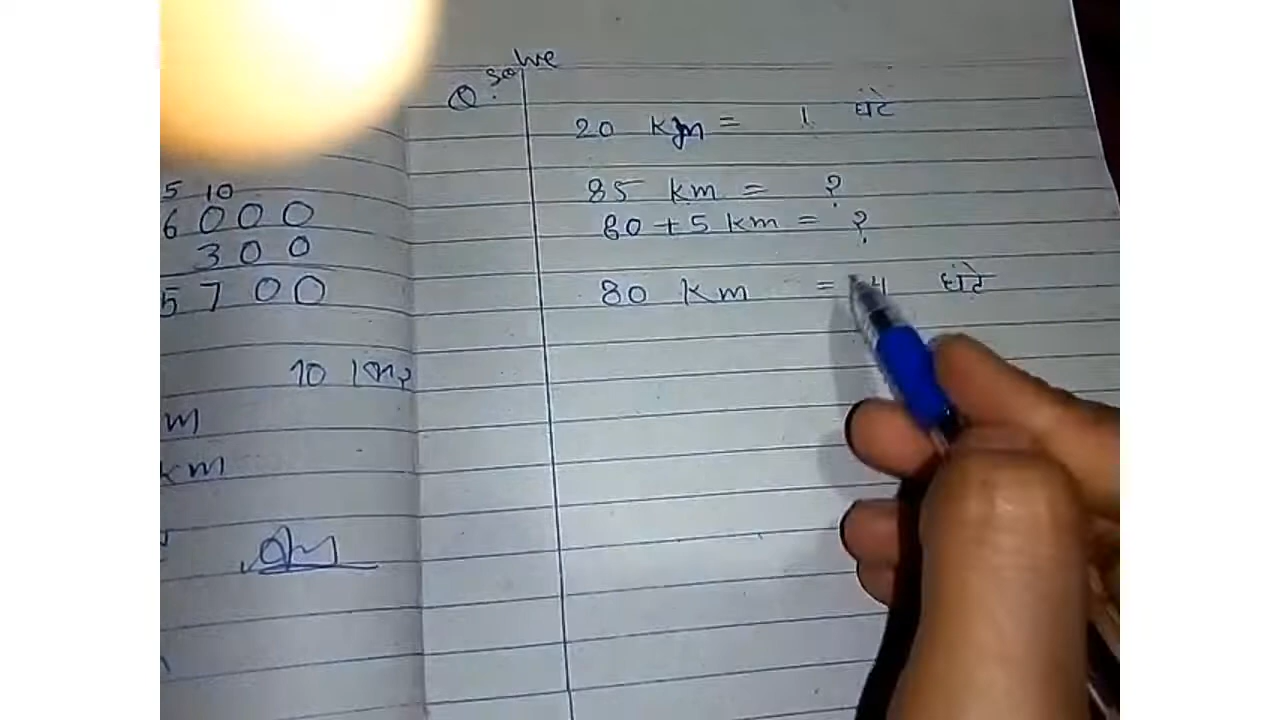 solve
Q.
20 km = 1 घंटे
85 km = ?
80 + 5 km = ?
80 km = 4 घंटे
5 10
6000
300
5700
10 km
m
km